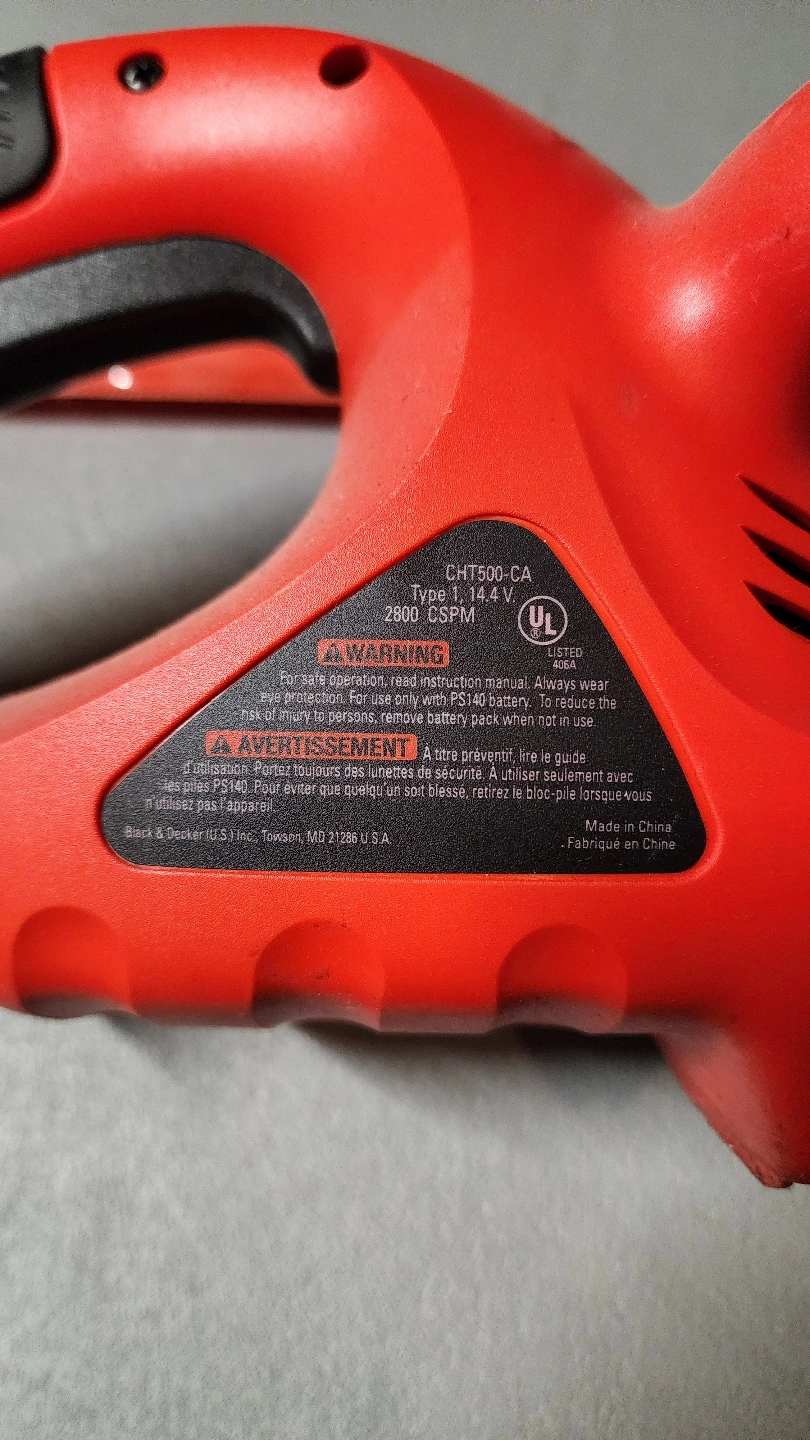 CHT500-CA
Type 1, 14.4 V.
2800 CSPM
UL
®
LISTED
406A
WARNING
For safe operation, read instruction manual. Always wear
eye protection. For use only with PS140 battery. To reduce the
risk of injury to persons, remove battery pack when not in use.
AVERTISSEMENT À titre préventif, lire le guide
d'utilisation. Portez toujours des lunettes de sécurité. À utiliser seulement avec
les piles PS140. Pour éviter que quelqu'un soit blessé, retirez le bloc-pile lorsque vous
n'utilisez pas l'appareil.
Black & Decker (U.S.) Inc., Towson, MD 21286 U.S.A.
Made in China
Fabriqué en Chine